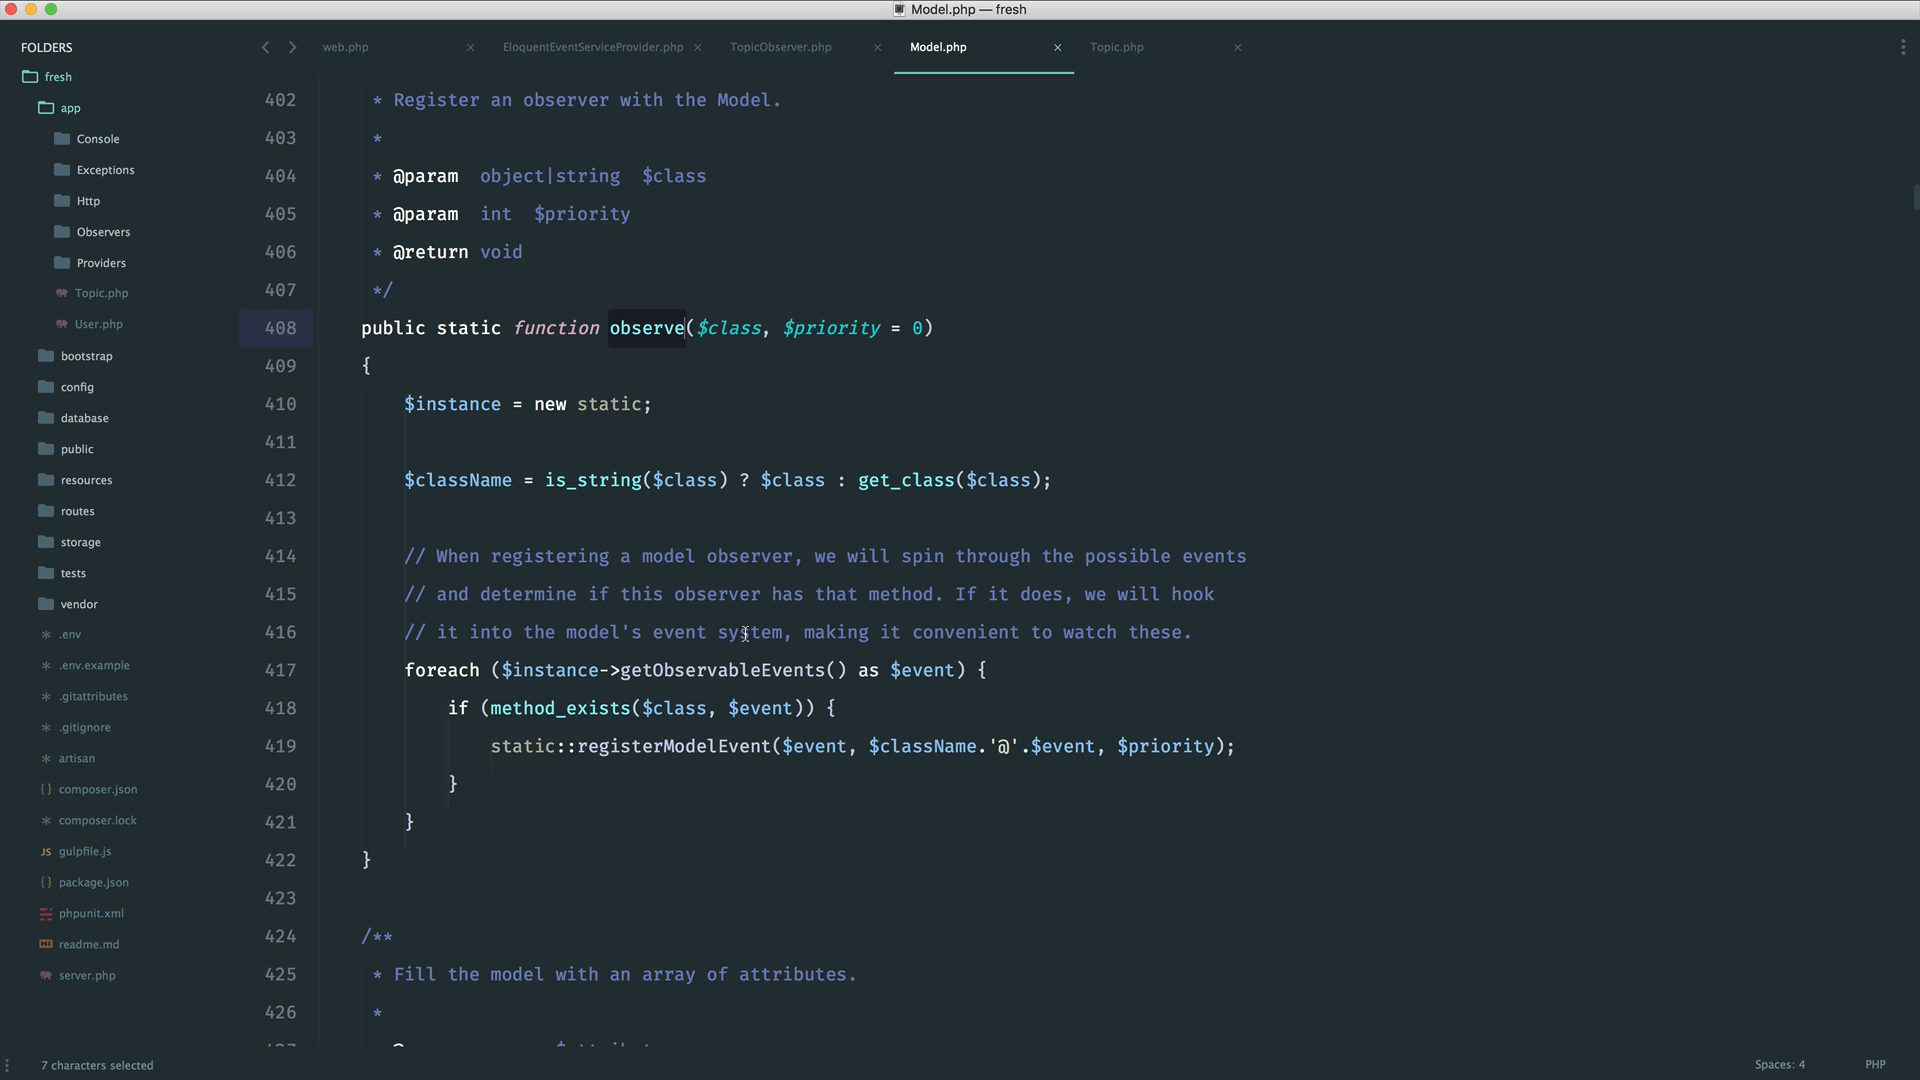 Model.php — fresh
FOLDERS
fresh
app
Console
Exceptions
Http
Observers
Providers
Topic.php
User.php
bootstrap
config
database
public
resources
routes
storage
tests
vendor
.env
.env.example
.gitattributes
.gitignore
artisan
composer.json
composer.lock
gulpfile.js
package.json
phpunit.xml
readme.md
server.php
web.php
EloquentEventServiceProvider.php
TopicObserver.php
Model.php
Topic.php
402 * Register an observer with the Model.
403 *
404 * @param  object|string  $class
405 * @param  int  $priority
406 * @return void
407 */
408 public static function observe($class, $priority = 0)
409 {
410 $instance = new static;
411
412 $className = is_string($class) ? $class : get_class($class);
413
414 // When registering a model observer, we will spin through the possible events
415 // and determine if this observer has that method. If it does, we will hook
416 // it into the model's event system, making it convenient to watch these.
417 foreach ($instance->getObservableEvents() as $event) {
418 if (method_exists($class, $event)) {
419 static::registerModelEvent($event, $className.'@'.$event, $priority);
420 }
421 }
422 }
423
424 /**
425 * Fill the model with an array of attributes.
426 *
7 characters selected
Spaces: 4
PHP